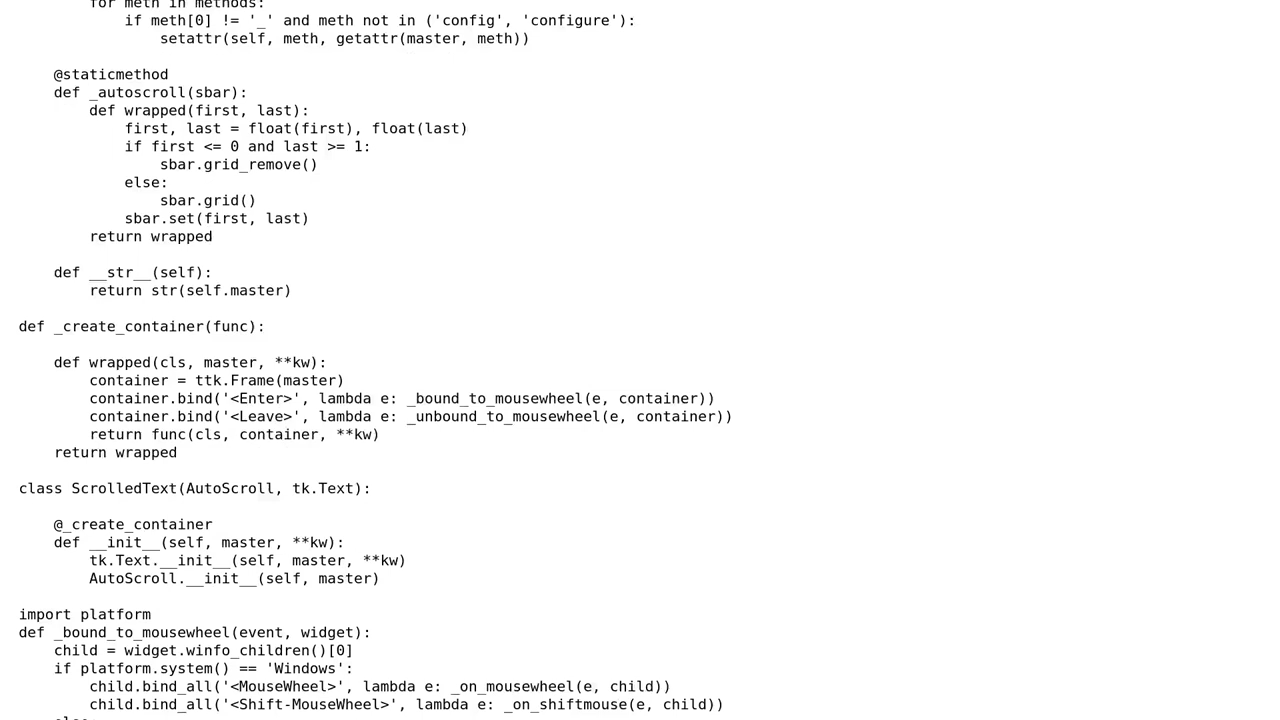 for meth in methods:
            if meth[0] != '_' and meth not in ('config', 'configure'):
                setattr(self, meth, getattr(master, meth))

    @staticmethod
    def _autoscroll(sbar):
        def wrapped(first, last):
            first, last = float(first), float(last)
            if first <= 0 and last >= 1:
                sbar.grid_remove()
            else:
                sbar.grid()
            sbar.set(first, last)
        return wrapped

    def __str__(self):
        return str(self.master)

def _create_container(func):

    def wrapped(cls, master, **kw):
        container = ttk.Frame(master)
        container.bind('<Enter>', lambda e: _bound_to_mousewheel(e, container))
        container.bind('<Leave>', lambda e: _unbound_to_mousewheel(e, container))
        return func(cls, container, **kw)
    return wrapped

class ScrolledText(AutoScroll, tk.Text):

    @_create_container
    def __init__(self, master, **kw):
        tk.Text.__init__(self, master, **kw)
        AutoScroll.__init__(self, master)

import platform
def _bound_to_mousewheel(event, widget):
    child = widget.winfo_children()[0]
    if platform.system() == 'Windows':
        child.bind_all('<MouseWheel>', lambda e: _on_mousewheel(e, child))
        child.bind_all('<Shift-MouseWheel>', lambda e: _on_shiftmouse(e, child))
    else: